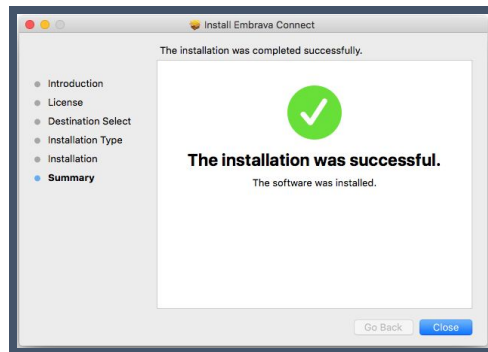 Install Embrava Connect
The installation was completed successfully.
Introduction
License
Destination Select
Installation Type
Installation
Summary
The installation was successful.
The software was installed.
Go Back
Close